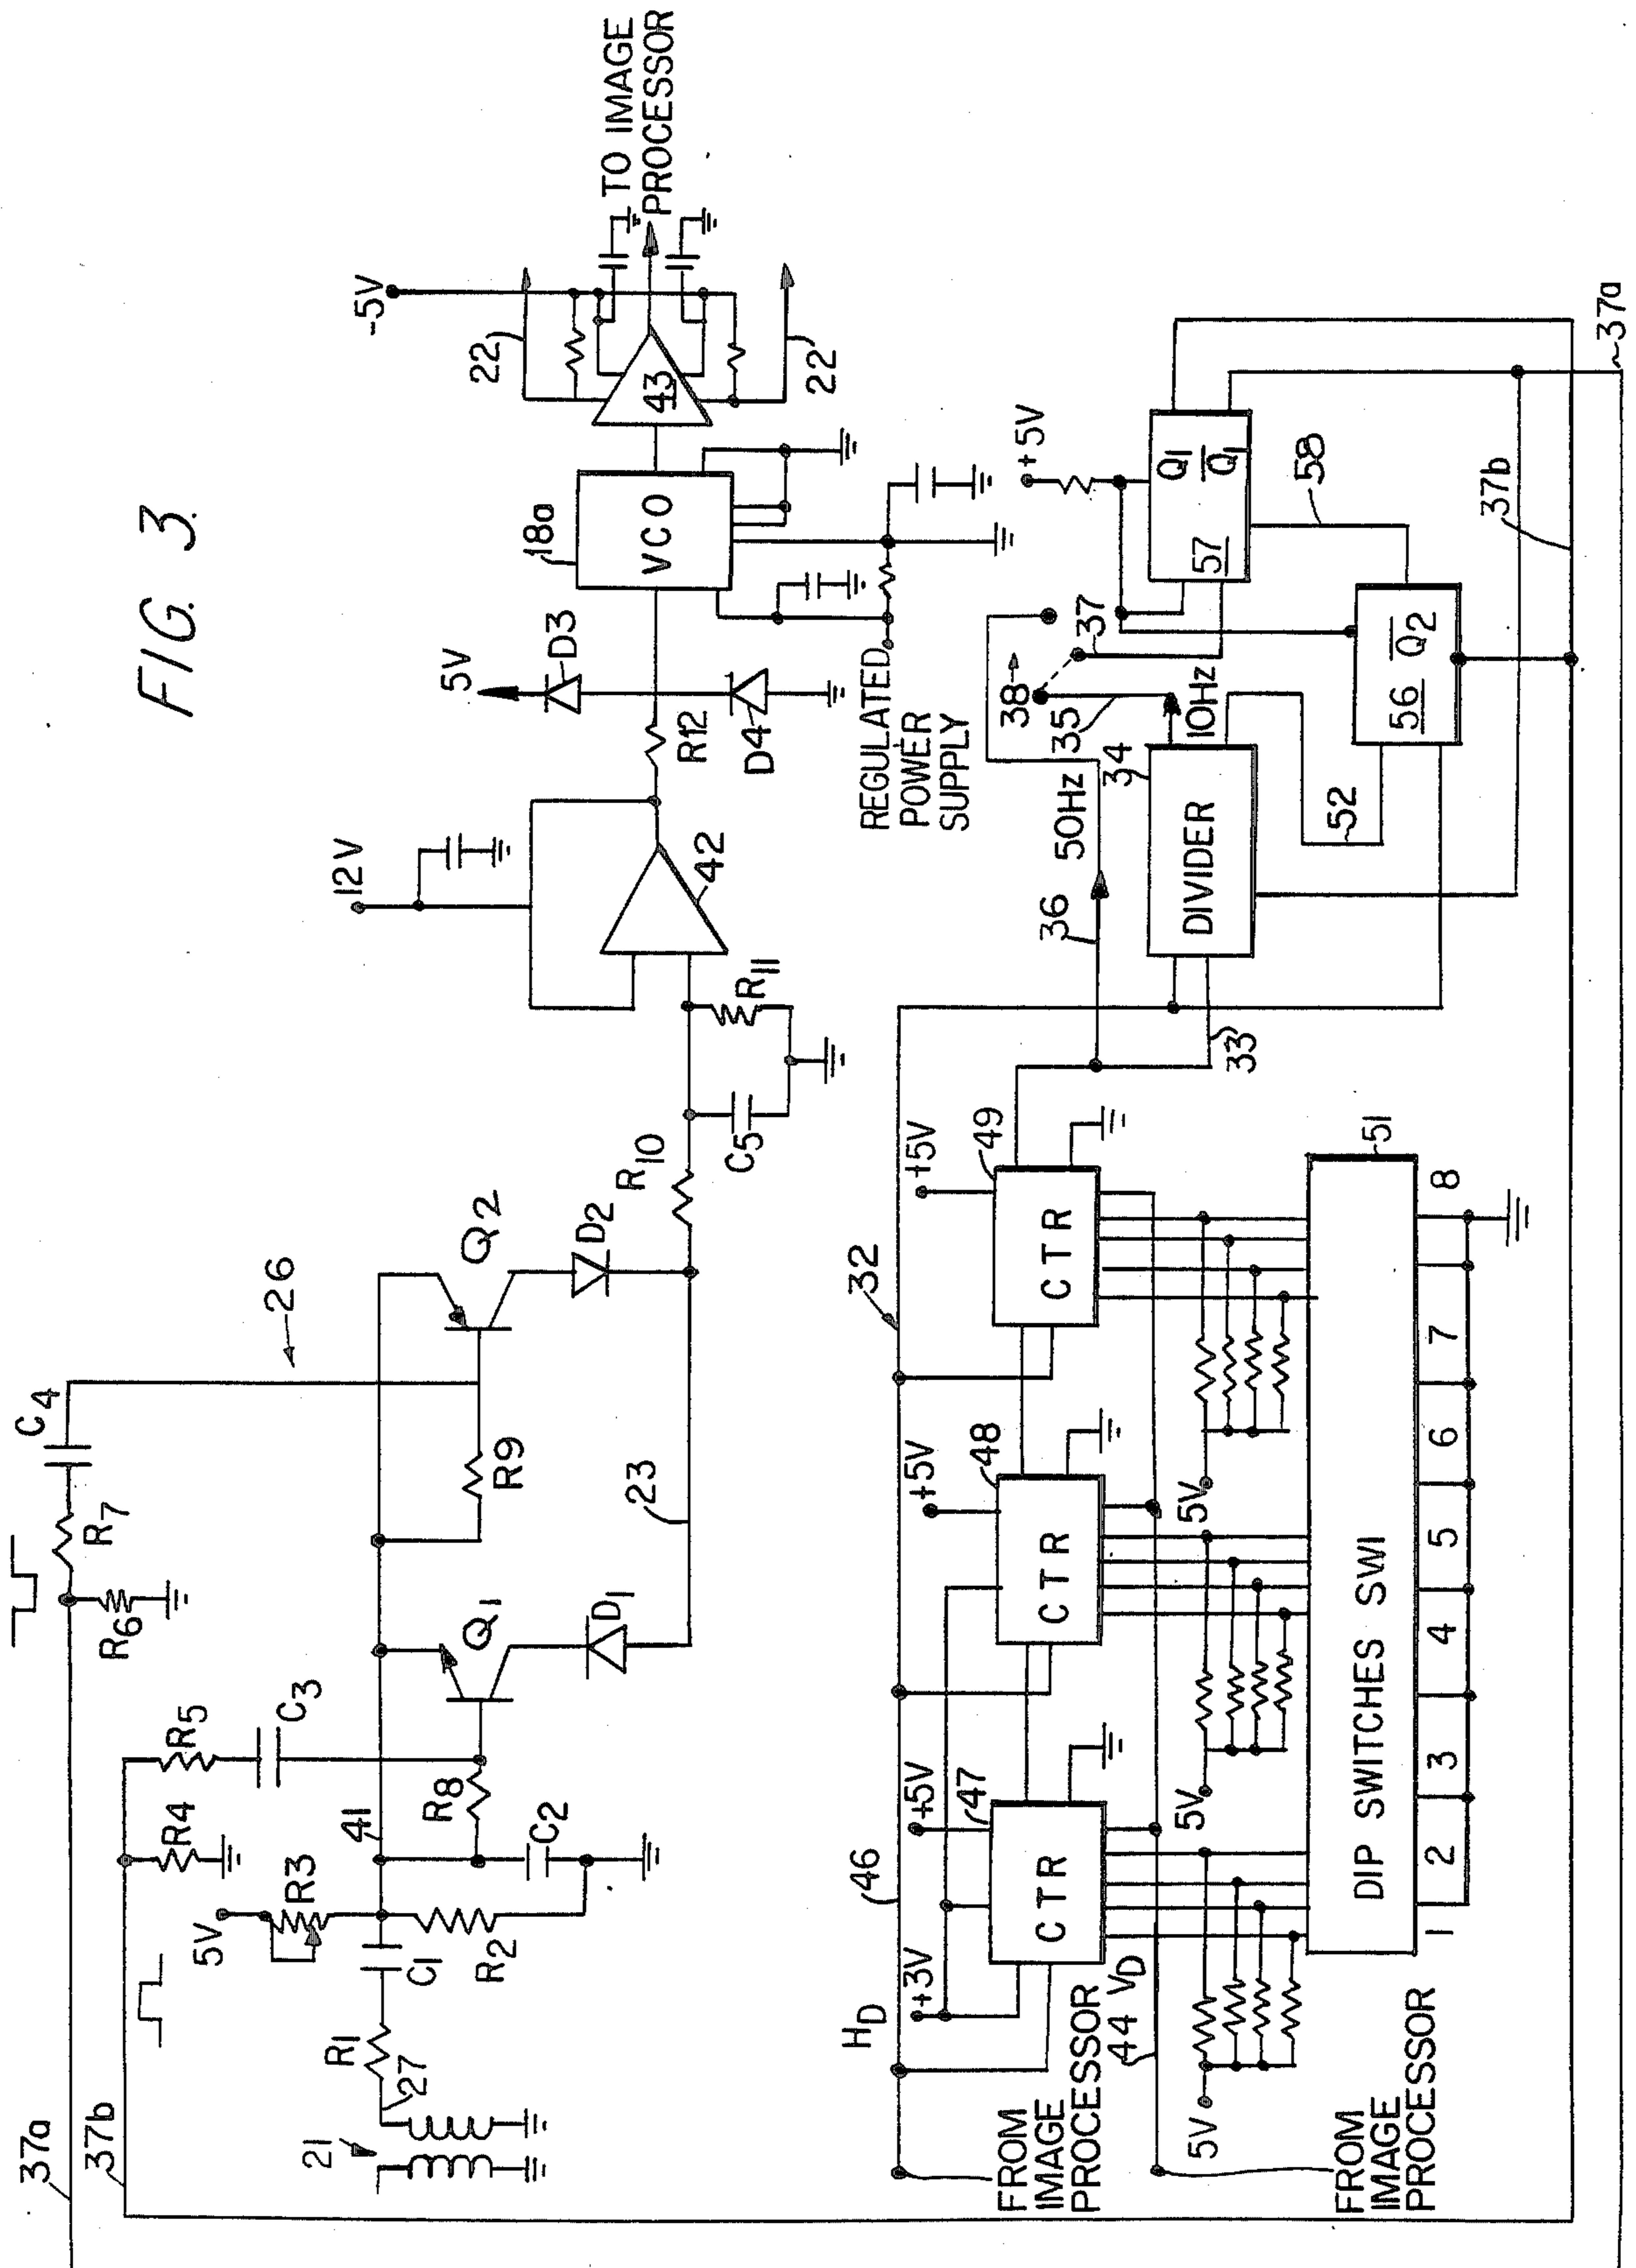 FIG. 3.
37a
37b
21
27
R1
C1
5V
R3
R2
R4
41
R5
C3
R8
C2
Q1
D1
R6
R7
C4
R9
26
Q2
D2
23
R10
C5
R11
12V
42
R12
5V
D3
D4
18a
VCO
REGULATED
POWER
SUPPLY
-5V
22
43
22
TO IMAGE
PROCESSOR
HD
46
32
+3V
+5V
47
CTR
+5V
48
CTR
+5V
49
CTR
FROM
IMAGE
PROCESSOR
44 VD
FROM
IMAGE
PROCESSOR
5V
5V
5V
DIP SWITCHES SW1
51
1 2 3 4 5 6 7 8
33
36
50Hz
34
DIVIDER
35
10Hz
38
37
+5V
Q1
Q1
57
58
52
56
Q2
37b
37a